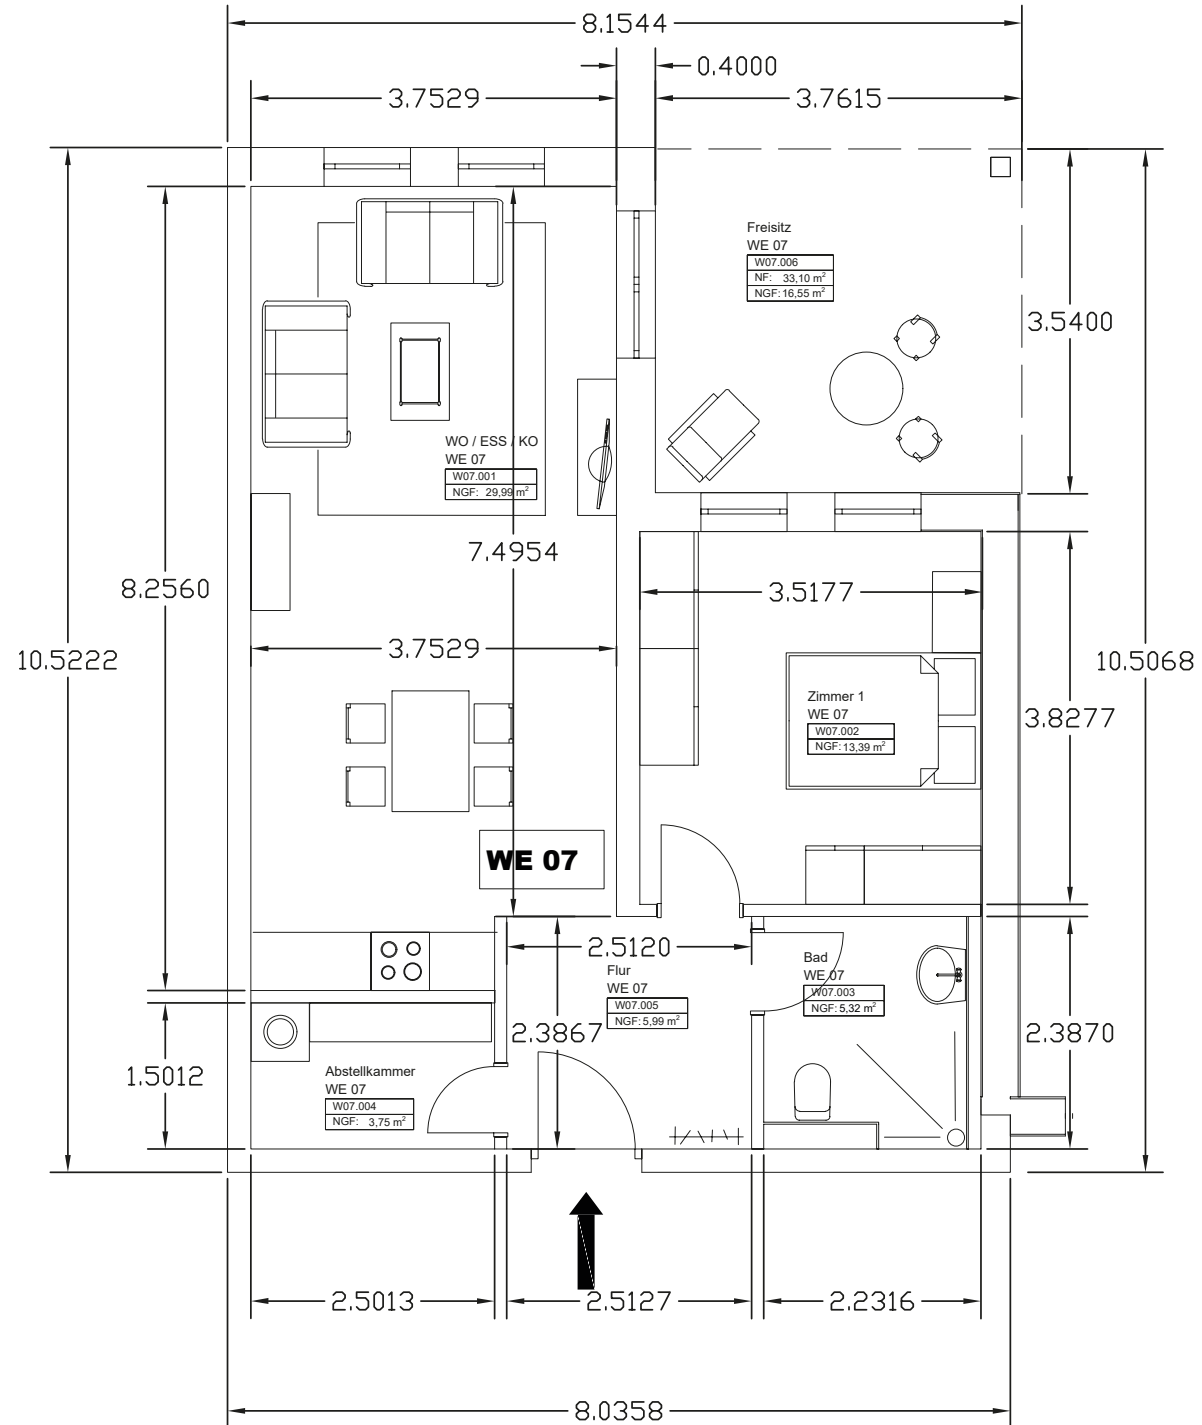 8.1544
0.4000
3.7529
3.7615
Freisitz
WE 07
W07.006
NF: 33,10 m²
NGF: 16,55 m²
3.5400
WO / ESS / KO
WE 07
W07.001
NGF: 29,99 m²
7.4954
8.2560
3.5177
3.7529
10.5222
10.5068
Zimmer 1
WE 07
W07.002
NGF: 13,39 m²
3.8277
WE 07
2.5120
Flur
WE 07
W07.005
NGF: 5,99 m²
Bad
WE 07
W07.003
NGF: 5,32 m²
2.3867
2.3870
1.5012
Abstellkammer
WE 07
W07.004
NGF: 3,75 m²
2.5013
2.5127
2.2316
8.0358